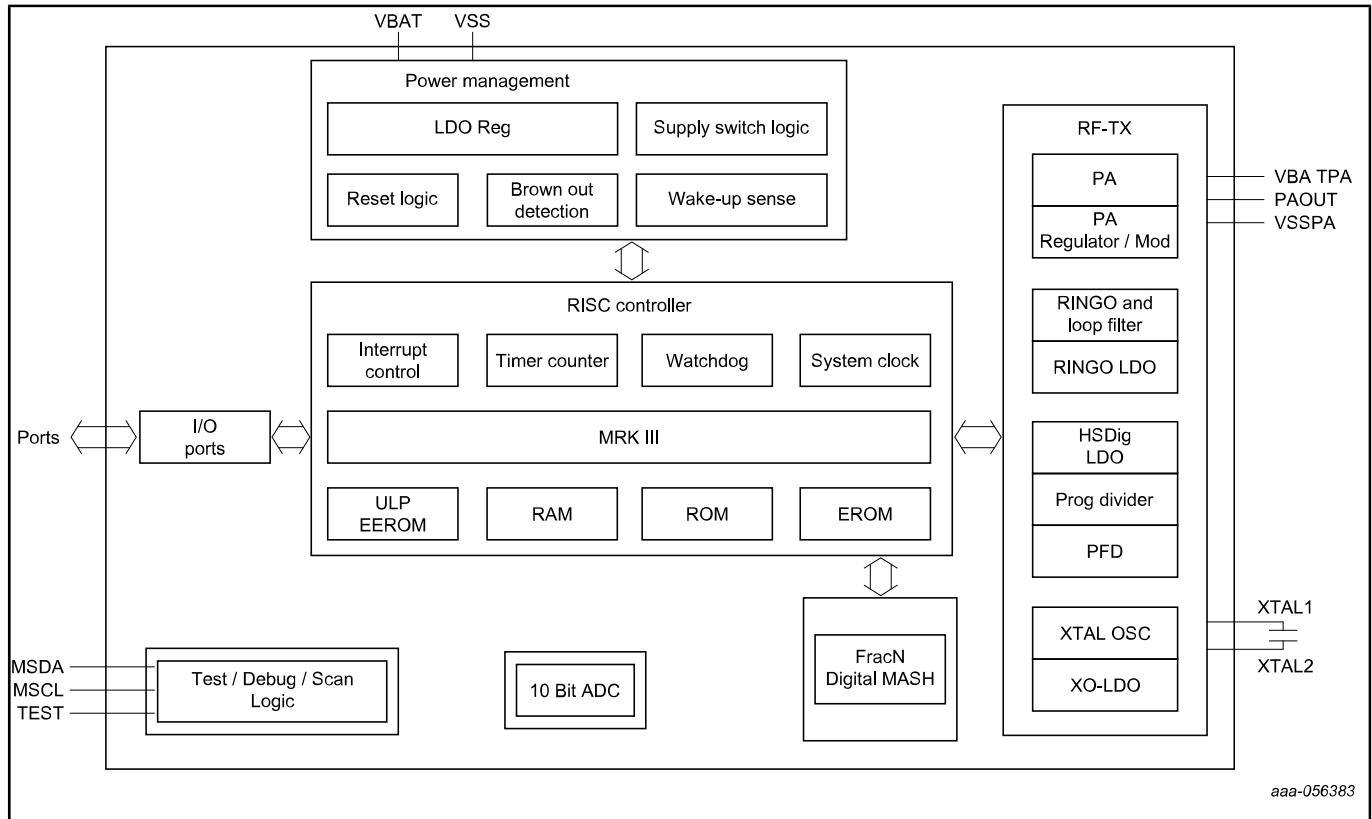 VBAT
VSS
Power management
LDO Reg
Supply switch logic
Reset logic
Brown out
detection
Wake-up sense
RISC controller
Interrupt
control
Timer counter
Watchdog
System clock
MRK III
ULP
EEROM
RAM
ROM
EROM
Ports
I/O
ports
RF-TX
PA
PA
Regulator / Mod
RINGO and
loop filter
RINGO LDO
HSDig
LDO
Prog divider
PFD
XTAL OSC
XO-LDO
VBA TPA
PAOUT
VSSPA
XTAL1
XTAL2
MSDA
MSCL
TEST
Test / Debug / Scan
Logic
10 Bit ADC
FracN
Digital MASH
aaa-056383